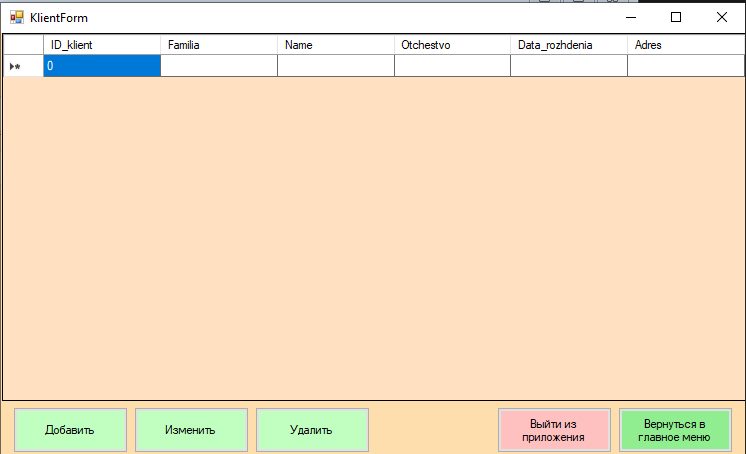 KlientForm
ID_klient Familia Name Otchestvo Data_rozhdenia Adres
0
Добавить Изменить Удалить Выйти из приложения Вернуться в главное меню